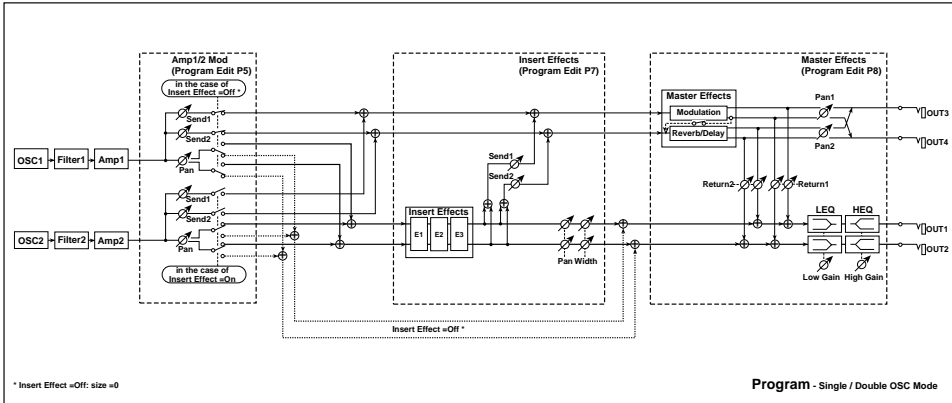 Amp1/2 Mod
(Program Edit P5)
Insert Effects
(Program Edit P7)
Master Effects
(Program Edit P8)
in the case of
Insert Effect =Off *
Send1
Send2
Pan
OSC1
Filter1
Amp1
Send1
Send2
Pan
OSC2
Filter2
Amp2
in the case of
Insert Effect =On
Send1
Send2
Insert Effects
E1
E2
E3
Pan
Width
Insert Effect =Off *
Master Effects
Modulation
Reverb/Delay
Pan1
Pan2
OUT3
OUT4
Return2
Return1
LEQ
HEQ
OUT1
OUT2
Low Gain
High Gain
* Insert Effect =Off: size =0
Program - Single / Double OSC Mode